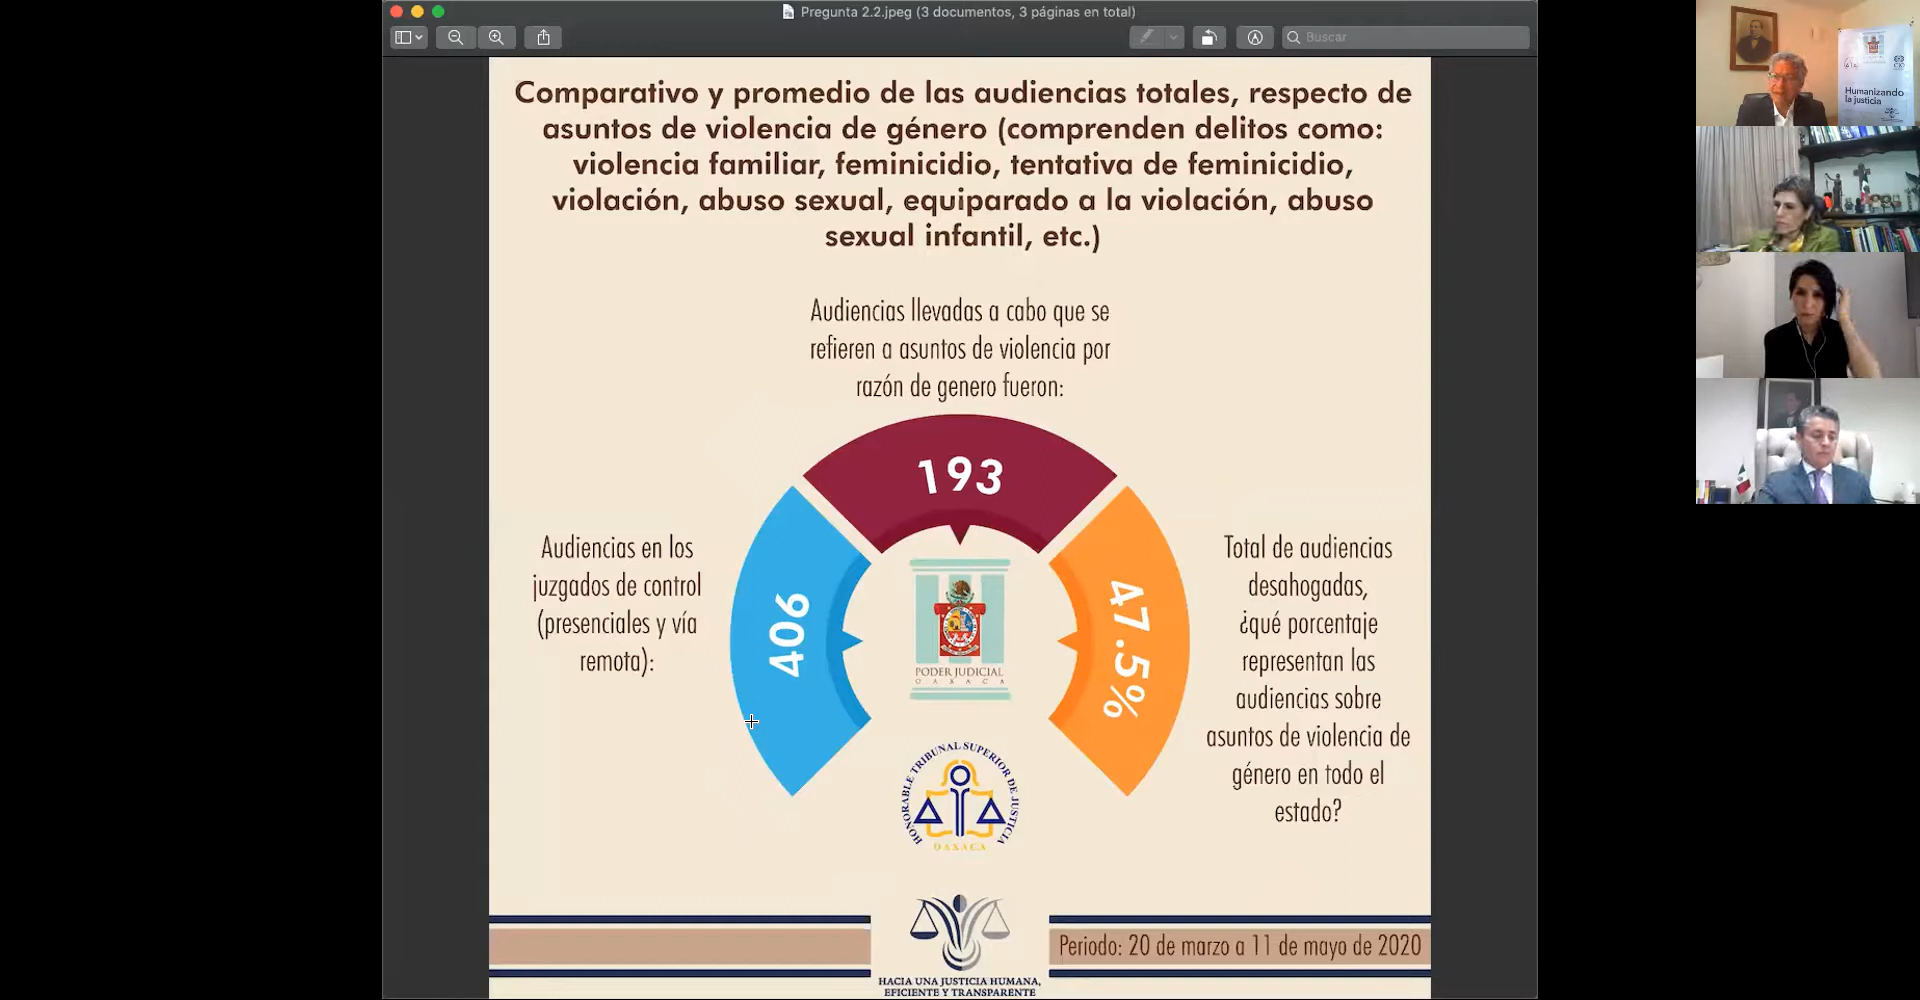 Pregunta 2.2.jpeg (3 documentos, 3 páginas en total)
Buscar
Comparativo y promedio de las audiencias totales, respecto de
asuntos de violencia de género (comprenden delitos como:
violencia familiar, feminicidio, tentativa de feminicidio,
violación, abuso sexual, equiparado a la violación, abuso
sexual infantil, etc.)
Audiencias llevadas a cabo que se
refieren a asuntos de violencia por
razón de genero fueron:
193
Audiencias en los
juzgados de control
(presenciales y vía
remota):
406
47.5%
Total de audiencias
desahogadas,
¿qué porcentaje
representan las
audiencias sobre
asuntos de violencia de
género en todo el
estado?
PODER JUDICIAL
OAXACA
HONORABLE TRIBUNAL SUPERIOR DE JUSTICIA
OAXACA
HACIA UNA JUSTICIA HUMANA,
EFICIENTE Y TRANSPARENTE
Periodo: 20 de marzo a 11 de mayo de 2020
Humanizando
la justicia